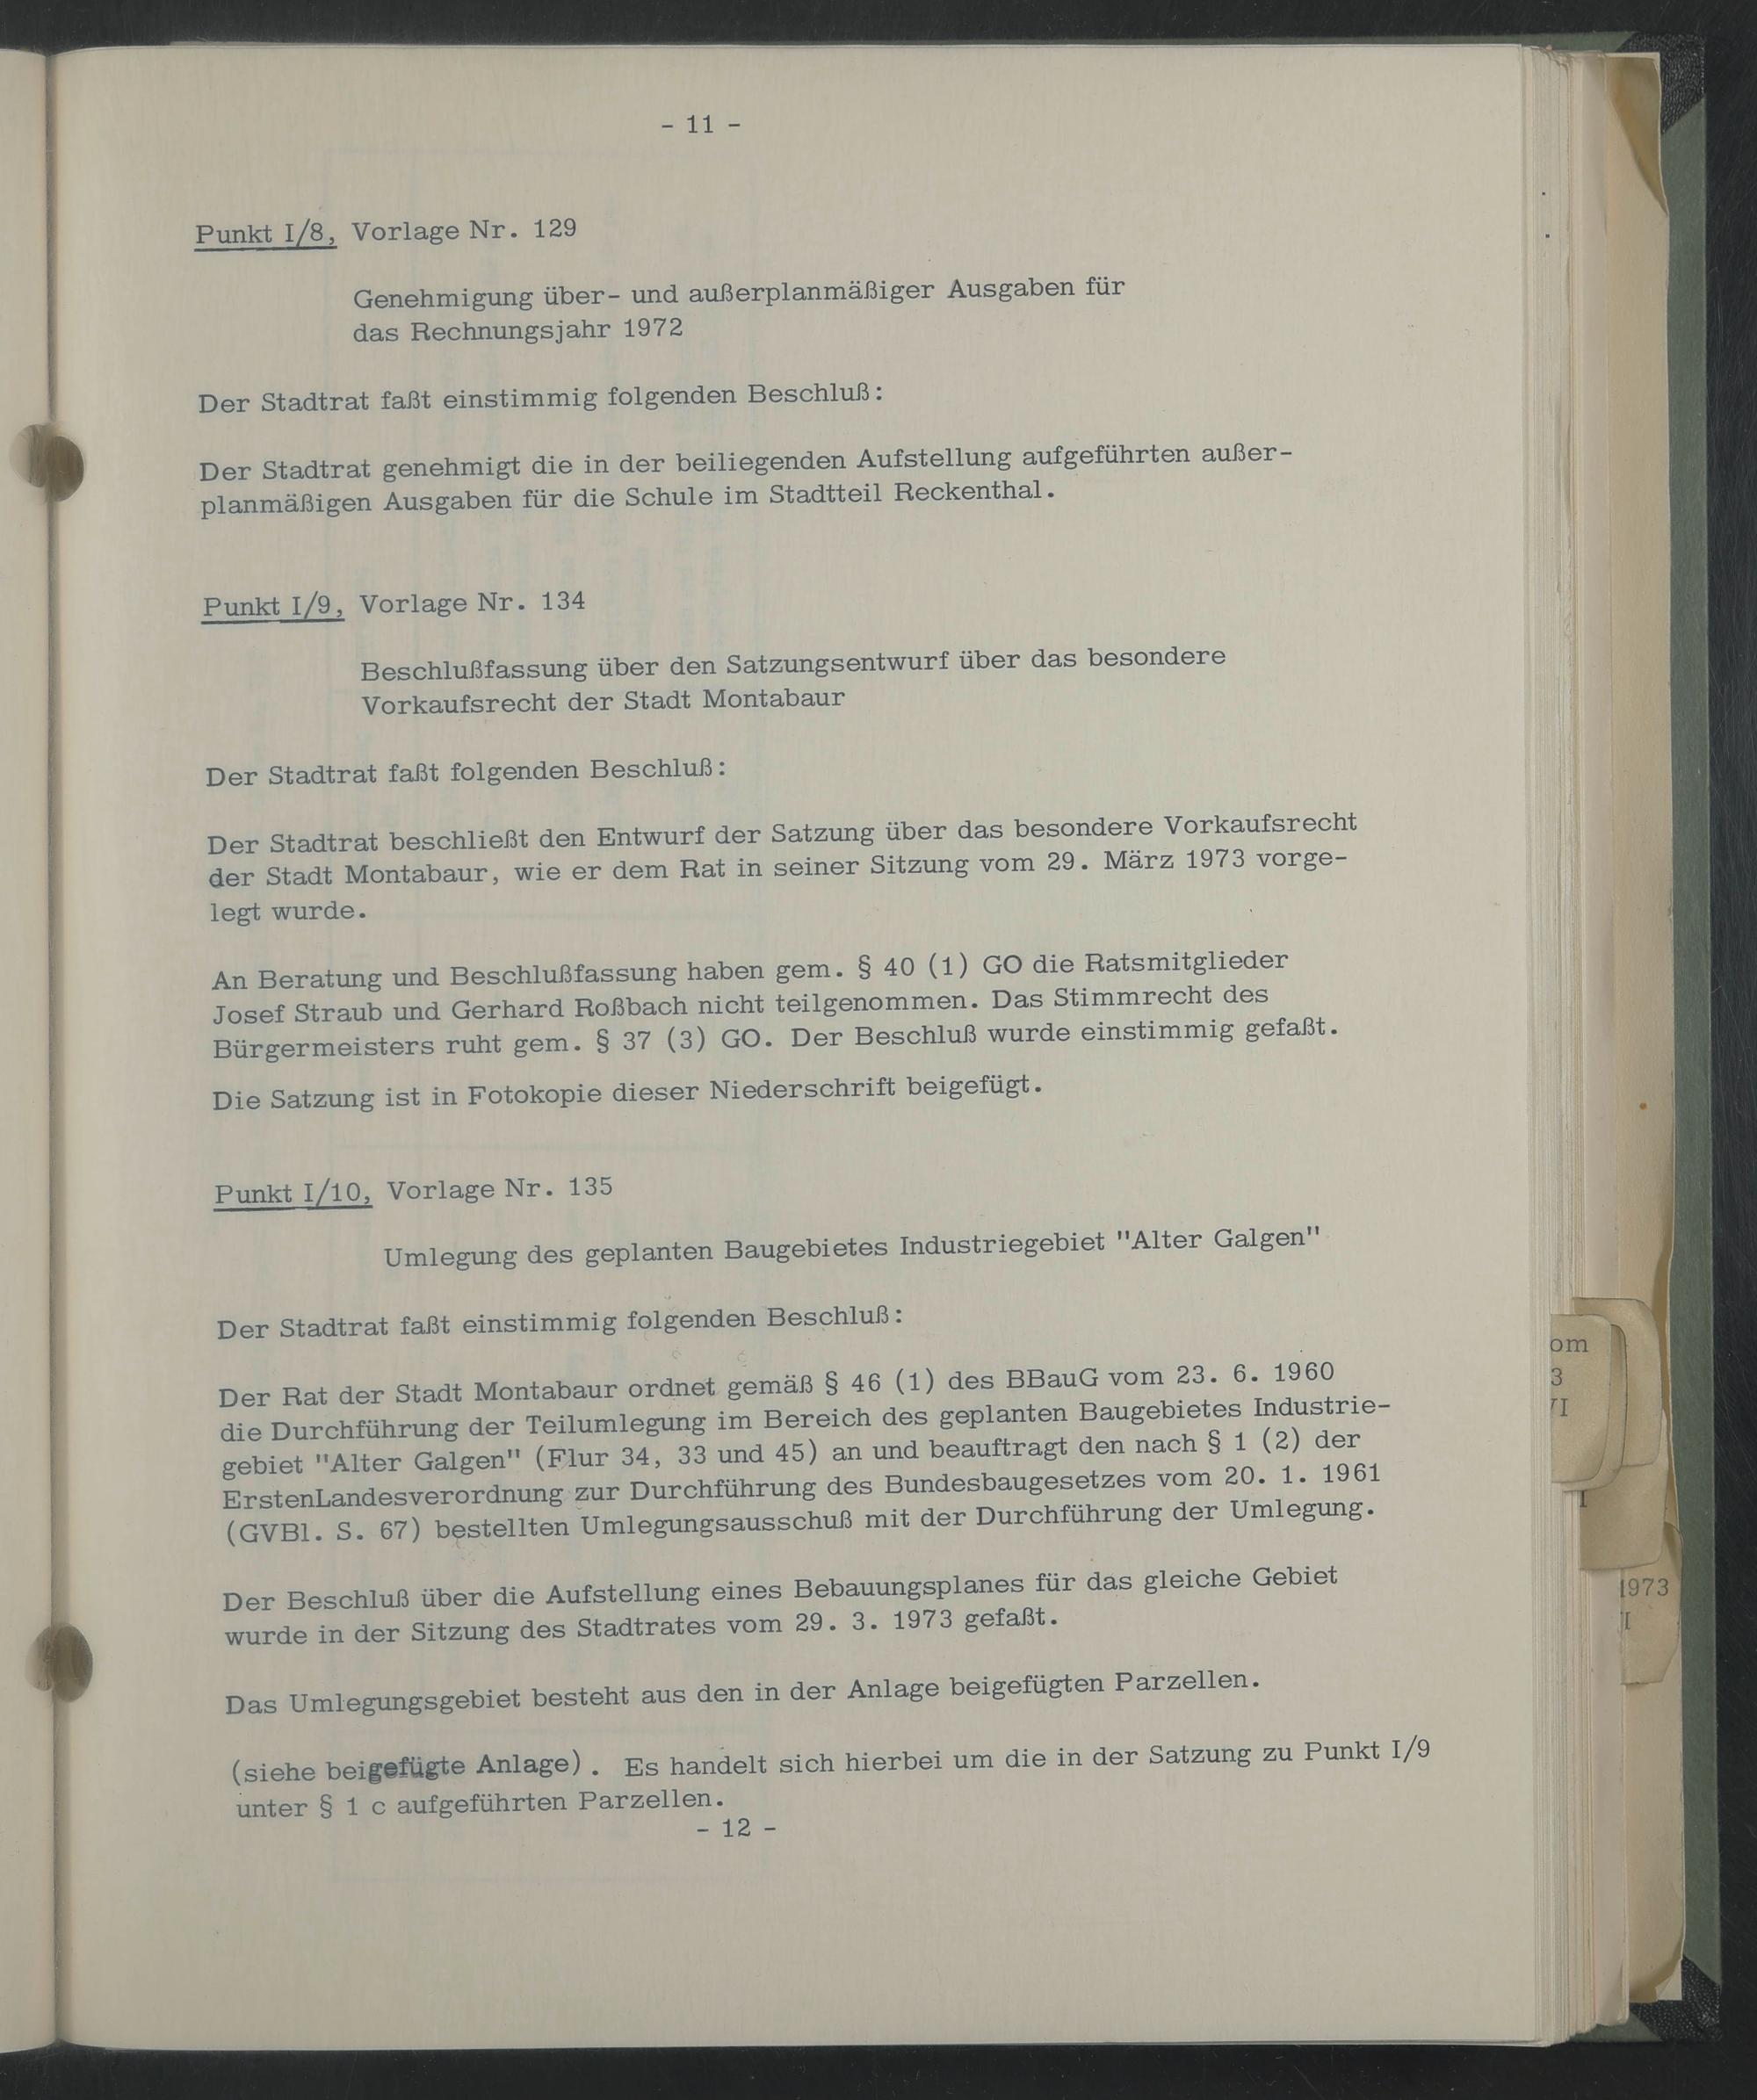 - 11 -
Punkt I/8, Vorlage Nr. 129
Genehmigung über- und außerplanmäßiger Ausgaben für
das Rechnungsjahr 1972
Der Stadtrat faßt einstimmig folgenden Beschluß:
Der Stadtrat genehmigt die in der beiliegenden Aufstellung aufgeführten außer-
planmäßigen Ausgaben für die Schule im Stadtteil Reckenthal.
Punkt I/9, Vorlage Nr. 134
Beschlußfassung über den Satzungsentwurf über das besondere
Vorkaufsrecht der Stadt Montabaur
Der Stadtrat faßt folgenden Beschluß:
Der Stadtrat beschließt den Entwurf der Satzung über das besondere Vorkaufsrecht
der Stadt Montabaur, wie er dem Rat in seiner Sitzung vom 29. März 1973 vorge-
legt wurde.
An Beratung und Beschlußfassung haben gem. § 40 (1) GO die Ratsmitglieder
Josef Straub und Gerhard Roßbach nicht teilgenommen. Das Stimmrecht des
Bürgermeisters ruht gem. § 37 (3) GO. Der Beschluß wurde einstimmig gefaßt.
Die Satzung ist in Fotokopie dieser Niederschrift beigefügt.
Punkt I/10, Vorlage Nr. 135
Umlegung des geplanten Baugebietes Industriegebiet "Alter Galgen"
Der Stadtrat faßt einstimmig folgenden Beschluß:
Der Rat der Stadt Montabaur ordnet gemäß § 46 (1) des BBauG vom 23. 6. 1960
die Durchführung der Teilumlegung im Bereich des geplanten Baugebietes Industrie-
gebiet "Alter Galgen" (Flur 34, 33 und 45) an und beauftragt den nach § 1 (2) der
ErstenLandesverordnung zur Durchführung des Bundesbaugesetzes vom 20. 1. 1961
(GVBl. S. 67) bestellten Umlegungsausschuß mit der Durchführung der Umlegung.
Der Beschluß über die Aufstellung eines Bebauungsplanes für das gleiche Gebiet
wurde in der Sitzung des Stadtrates vom 29. 3. 1973 gefaßt.
Das Umlegungsgebiet besteht aus den in der Anlage beigefügten Parzellen.
(siehe beigefügte Anlage). Es handelt sich hierbei um die in der Satzung zu Punkt I/9
unter § 1 c aufgeführten Parzellen.
- 12 -
om
3
I
1973
I